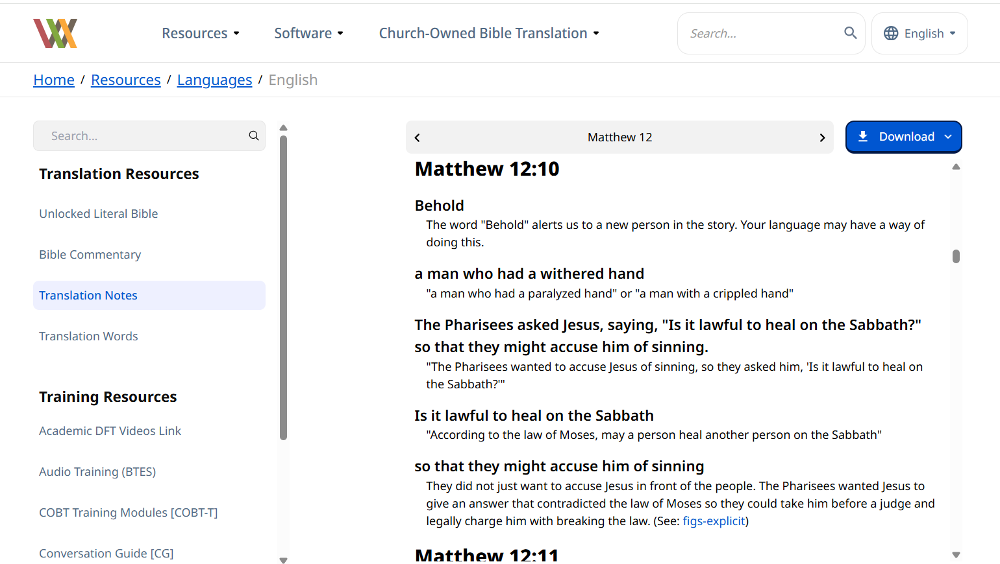 Resources
Software
Church-Owned Bible Translation
Search...
English
Home / Resources / Languages / English
Search...
Translation Resources
Unlocked Literal Bible
Bible Commentary
Translation Notes
Translation Words
Training Resources
Academic DFT Videos Link
Audio Training (BTES)
COBT Training Modules [COBT-T]
Conversation Guide [CG]
Matthew 12
Download
Matthew 12:10
Behold
The word "Behold" alerts us to a new person in the story. Your language may have a way of
doing this.
a man who had a withered hand
"a man who had a paralyzed hand" or "a man with a crippled hand"
The Pharisees asked Jesus, saying, "Is it lawful to heal on the Sabbath?"
so that they might accuse him of sinning.
"The Pharisees wanted to accuse Jesus of sinning, so they asked him, 'Is it lawful to heal on
the Sabbath?'"
Is it lawful to heal on the Sabbath
"According to the law of Moses, may a person heal another person on the Sabbath"
so that they might accuse him of sinning
They did not just want to accuse Jesus in front of the people. The Pharisees wanted Jesus to
give an answer that contradicted the law of Moses so they could take him before a judge and
legally charge him with breaking the law. (See: figs-explicit)
Matthew 12:11